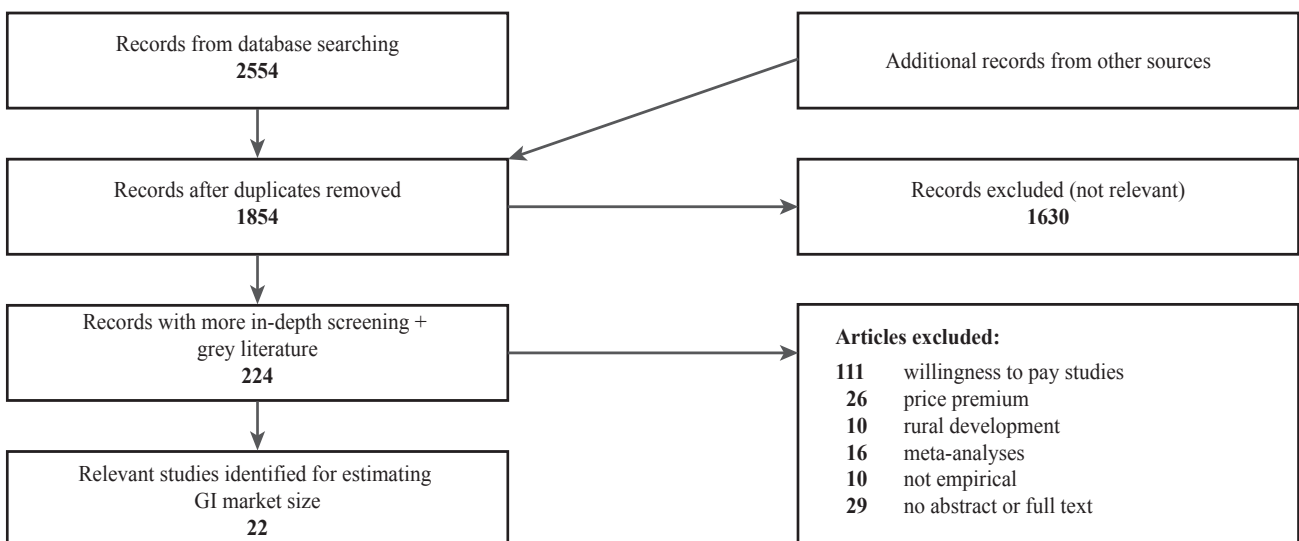 Records from database searching
2554
Additional records from other sources
Records after duplicates removed
1854
Records excluded (not relevant)
1630
Records with more in-depth screening +
grey literature
224
Articles excluded:
111 willingness to pay studies
26 price premium
10 rural development
16 meta-analyses
10 not empirical
29 no abstract or full text
Relevant studies identified for estimating
GI market size
22